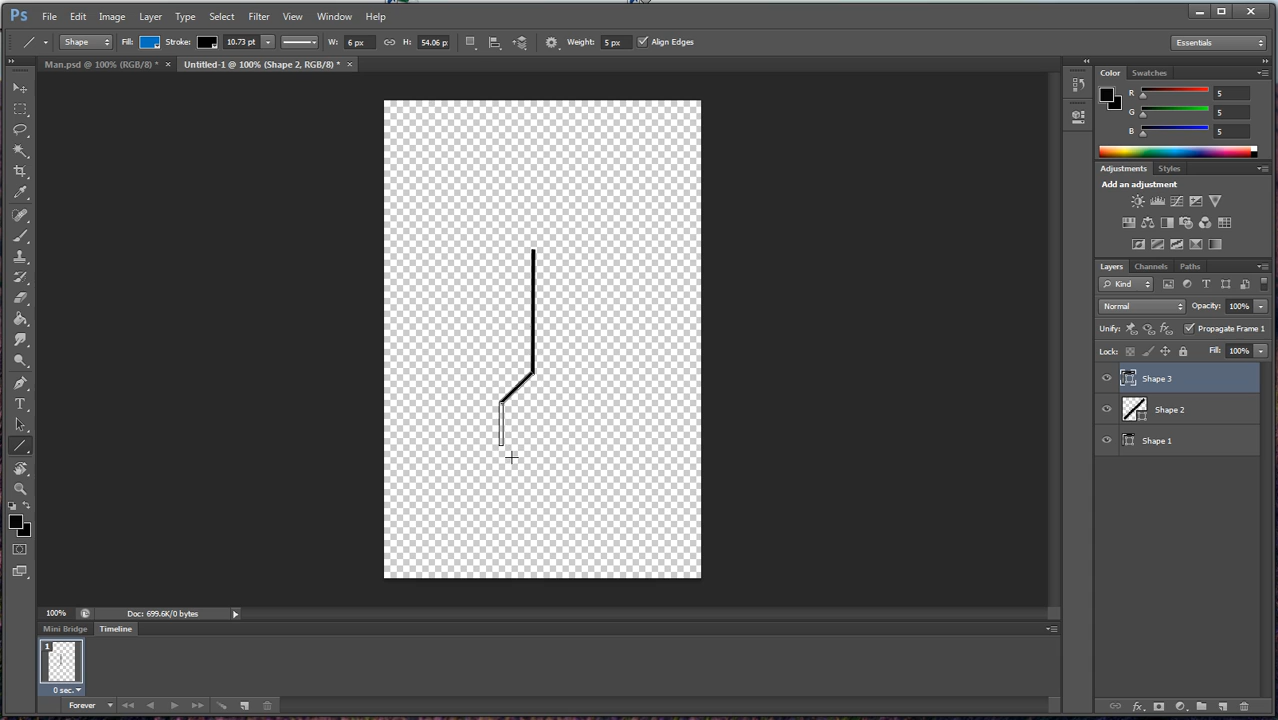 Ps File Edit Image Layer Type Select Filter View Window Help
Shape Fill: Stroke: 10.73 pt W: 6 px H: 54.06 p: Weight: 5 px Align Edges Essentials
Man.psd @ 100% (RGB/8) * × Untitled-1 @ 100% (Shape 2, RGB/8) * ×
Color Swatches
R 5
G 5
B 5
Adjustments Styles
Add an adjustment
Layers Channels Paths
Kind
Normal Opacity: 100%
Unify: Propagate Frame 1
Lock: Fill: 100%
Shape 3
Shape 2
Shape 1
100% Doc: 699.6K/0 bytes
Mini Bridge Timeline
1
0 sec.
Forever
fx